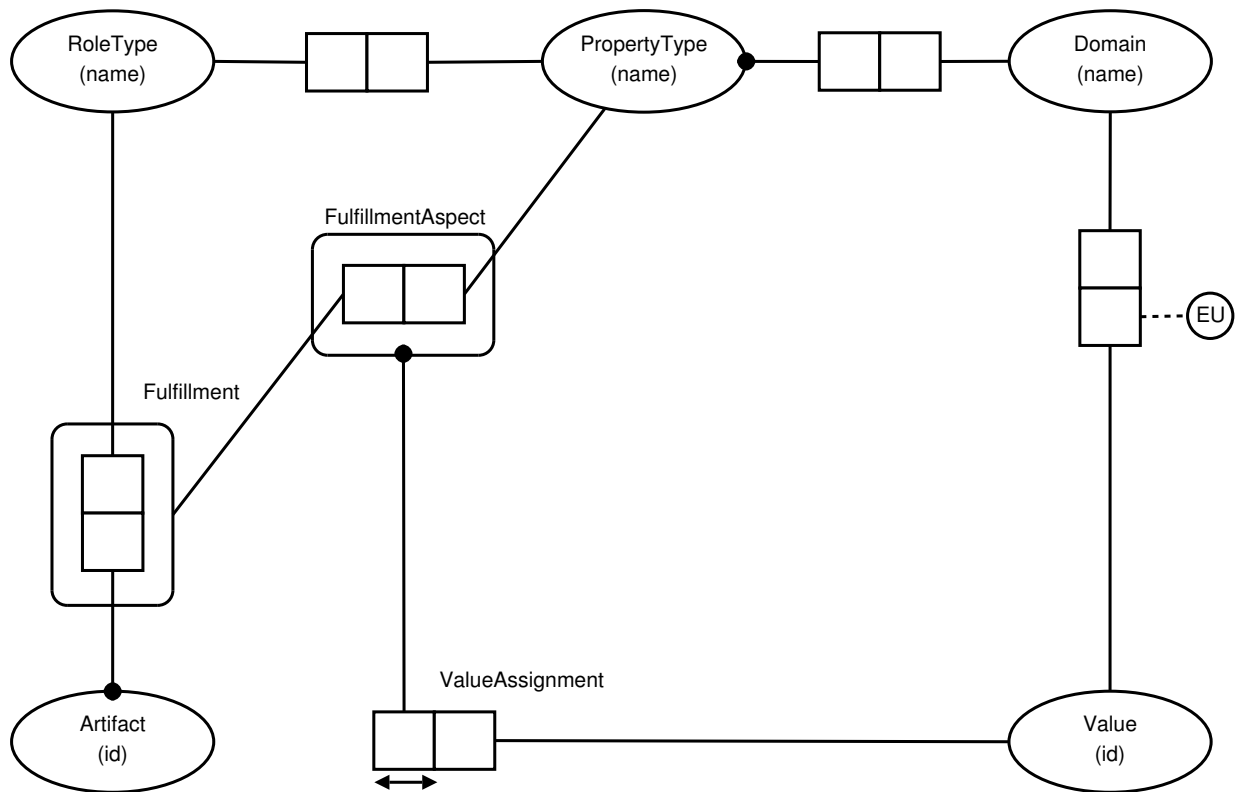 RoleType
(name)
PropertyType
(name)
Domain
(name)
FulfillmentAspect
EU
Fulfillment
ValueAssignment
Artifact
(id)
Value
(id)